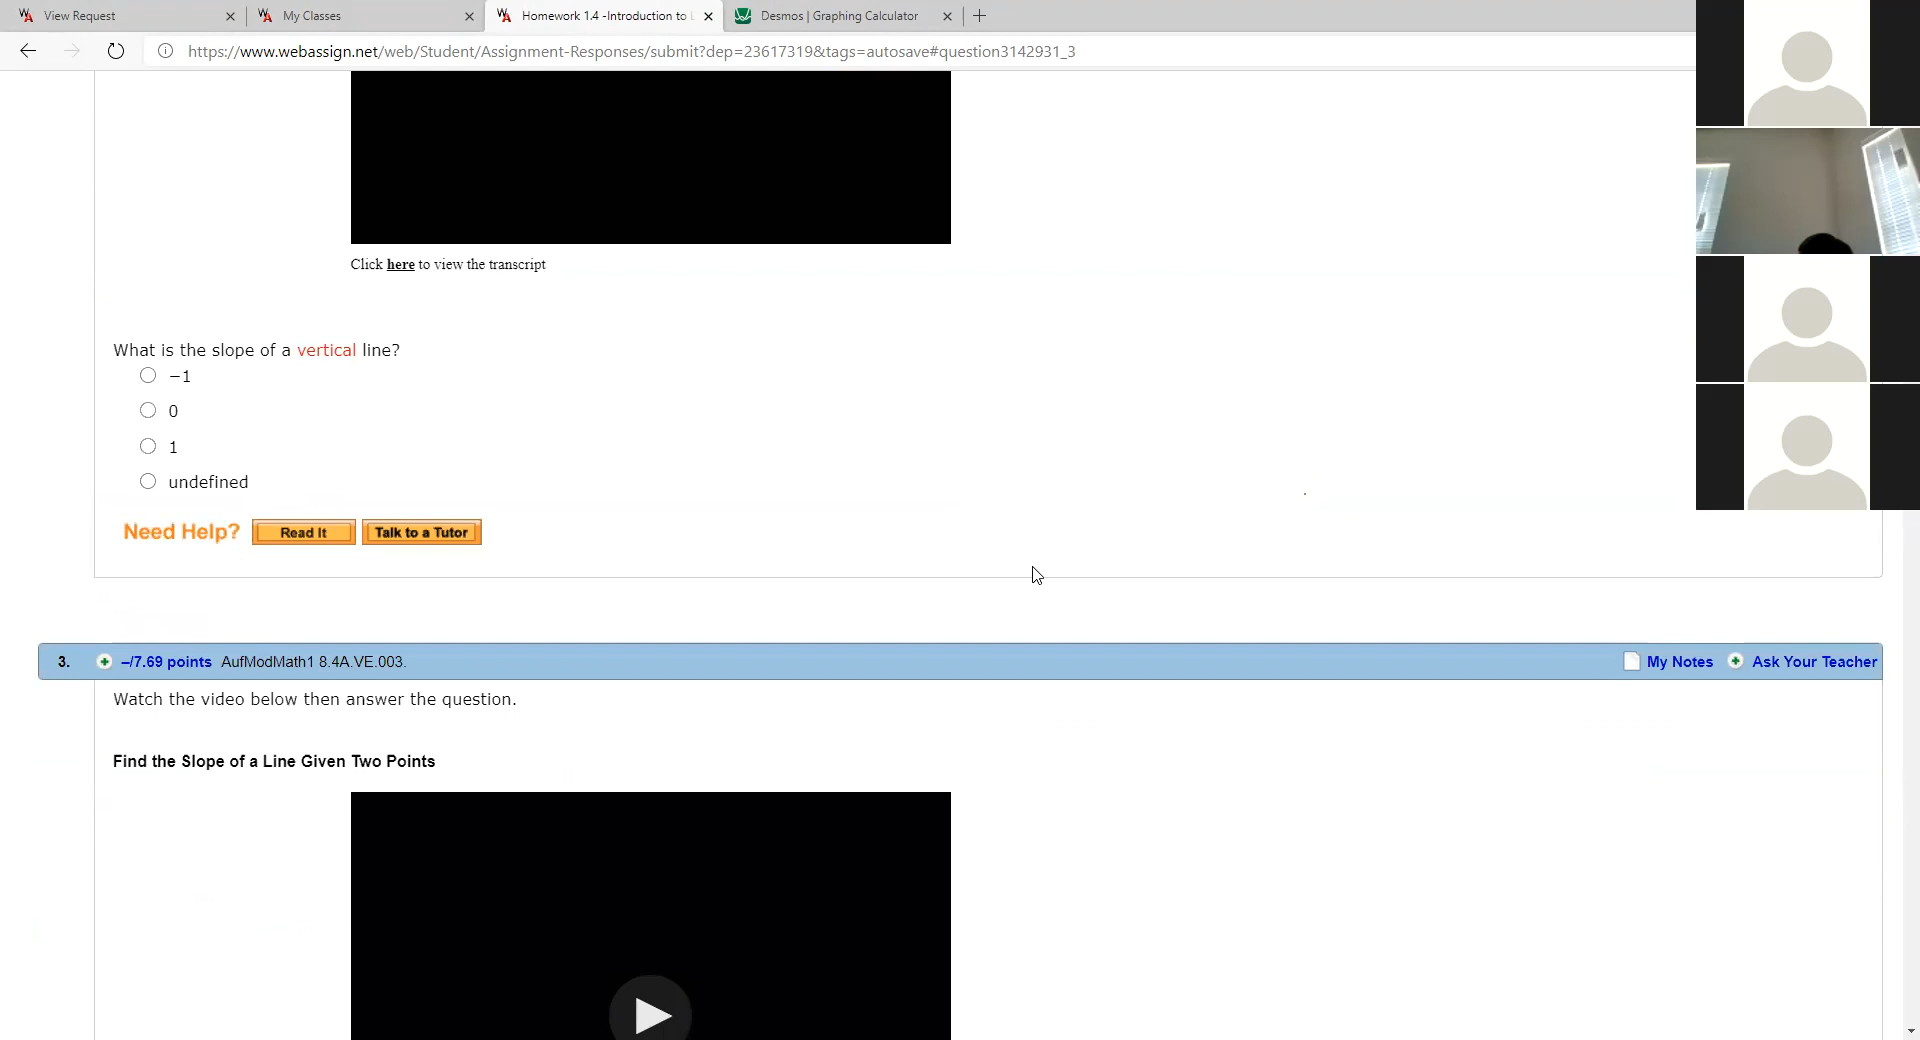 View Request
My Classes
Homework 1.4 -Introduction to
Desmos | Graphing Calculator
https://www.webassign.net/web/Student/Assignment-Responses/submit?dep=23617319&tags=autosave#question3142931_3
Click here to view the transcript
What is the slope of a vertical line?
−1
0
1
undefined
Need Help? Read It Talk to a Tutor
3. –/7.69 points AufModMath1 8.4A.VE.003. My Notes Ask Your Teacher
Watch the video below then answer the question.
Find the Slope of a Line Given Two Points